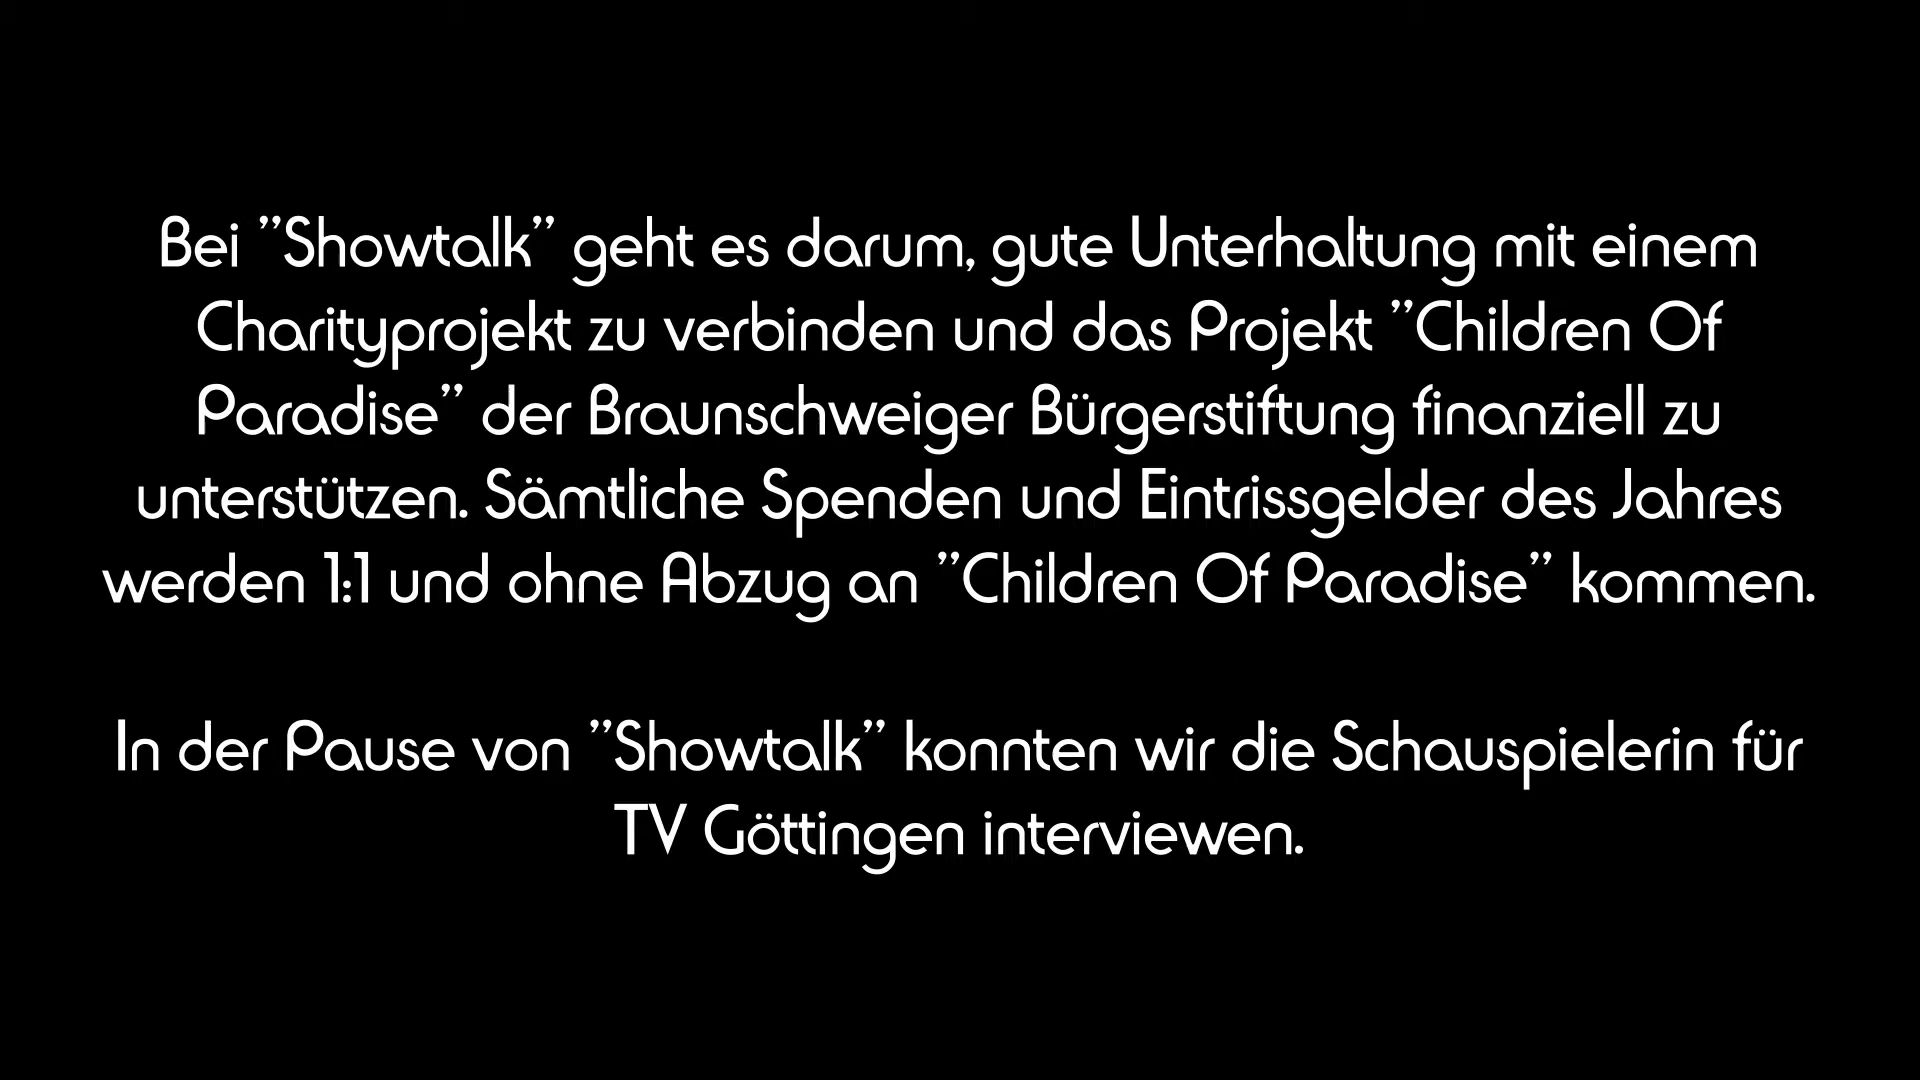 Bei ”Showtalk” geht es darum, gute Unterhaltung mit einem
Charityprojekt zu verbinden und das Projekt ”Children Of
Paradise” der Braunschweiger Bürgerstiftung finanziell zu
unterstützen. Sämtliche Spenden und Eintrissgelder des Jahres
werden 1:1 und ohne Abzug an ”Children Of Paradise” kommen.
In der Pause von ”Showtalk” konnten wir die Schauspielerin für
TV Göttingen interviewen.